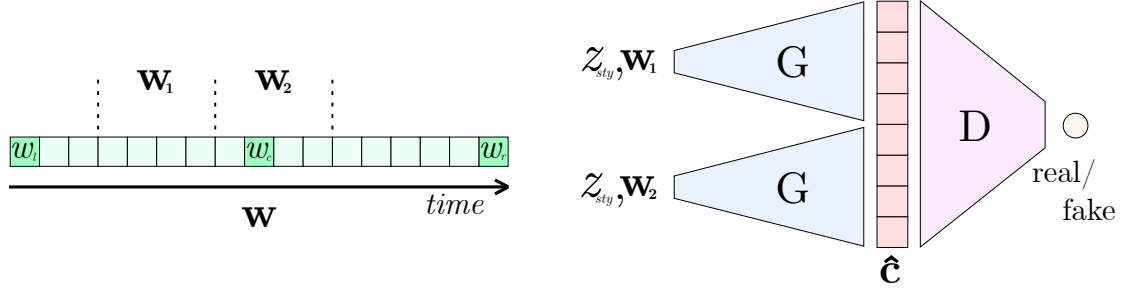 w₁ w₂
w_l w_c w_r
time
w
z_sty,w₁ G
D
real/
fake
z_sty,w₂ G
ĉ